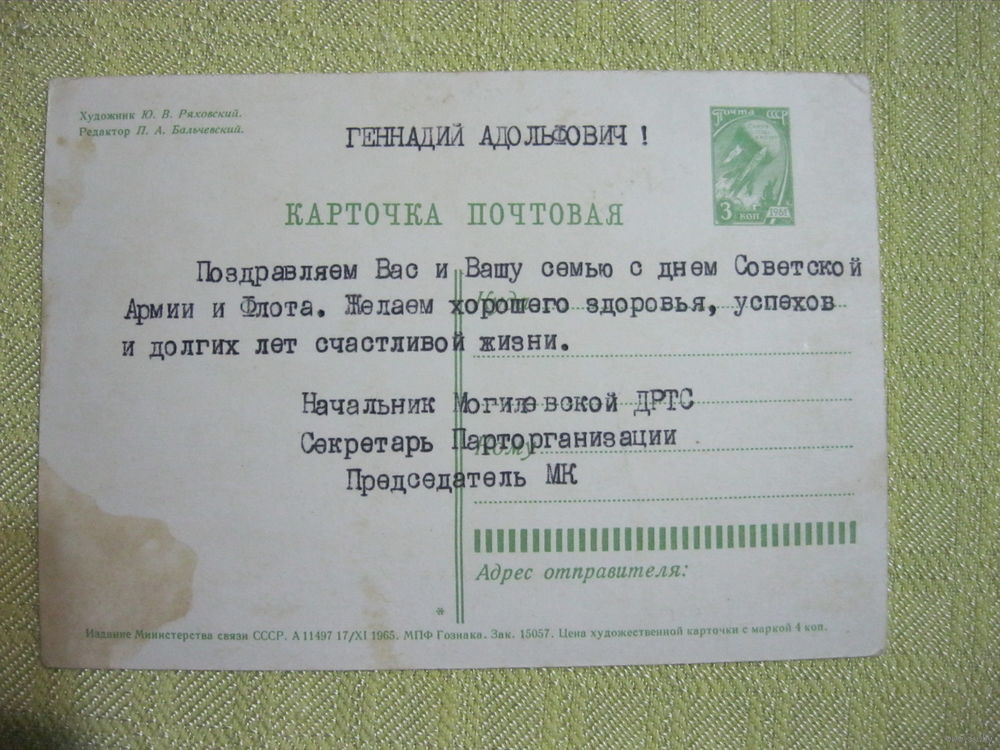 Художник Ю. В. Ряховский.
Редактор П. А. Бальчевский.
ГЕННАДИЙ АДОЛЬФОВИЧ !
Почта СССР
3 коп 1961
КАРТОЧКА ПОЧТОВАЯ
Поздравляем Вас и Вашу семью с днем Советской
Армии и Флота. Желаем хорошего здоровья, успехов
Куда
и долгих лет счастливой жизни.
Начальник Могилевской ДРТС
Секретарь Парторганизации
Кому
Председатель МК
Адрес отправителя:
*
Издание Министерства связи СССР. А 11497 17/XI 1965. МПФ Гознака. Зак. 15057. Цена художественной карточки с маркой 4 коп.